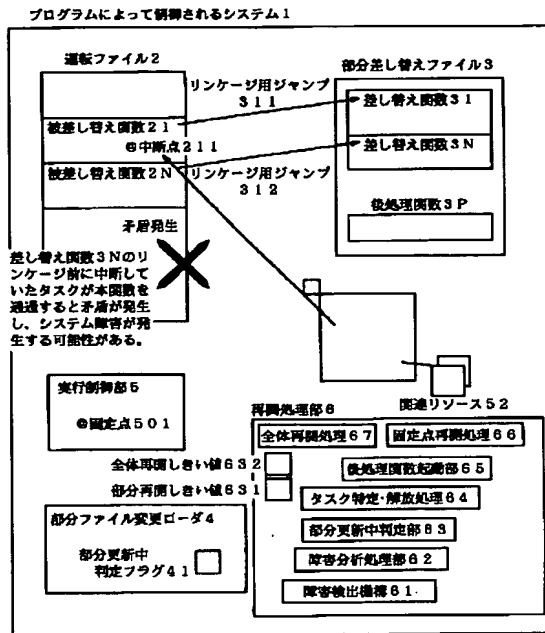 プログラムによって制御されるシステム1
運転ファイル2
部分差し替えファイル3
リンケージ用ジャンプ
311
差し替え関数31
被差し替え関数21
@中断点211
差し替え関数3N
被差し替え関数2N
リンケージ用ジャンプ
312
後処理関数3P
矛盾発生
差し替え関数3Nのリ
ンケージ前に中断して
いたタスクが本関数を
通過すると矛盾が発生
し、システム障害が発
生する可能性がある。
実行制御部5
@固定点501
再開処理部6
関連リソース52
全体再開処理67
固定点再開処理66
全体再開しきい値632
後処理関数起動部65
部分再開しきい値631
タスク特定・解放処理64
部分ファイル変更ローダ4
部分更新中判定部63
部分更新中
判定フラグ41
障害分析処理部62
障害検出機構61